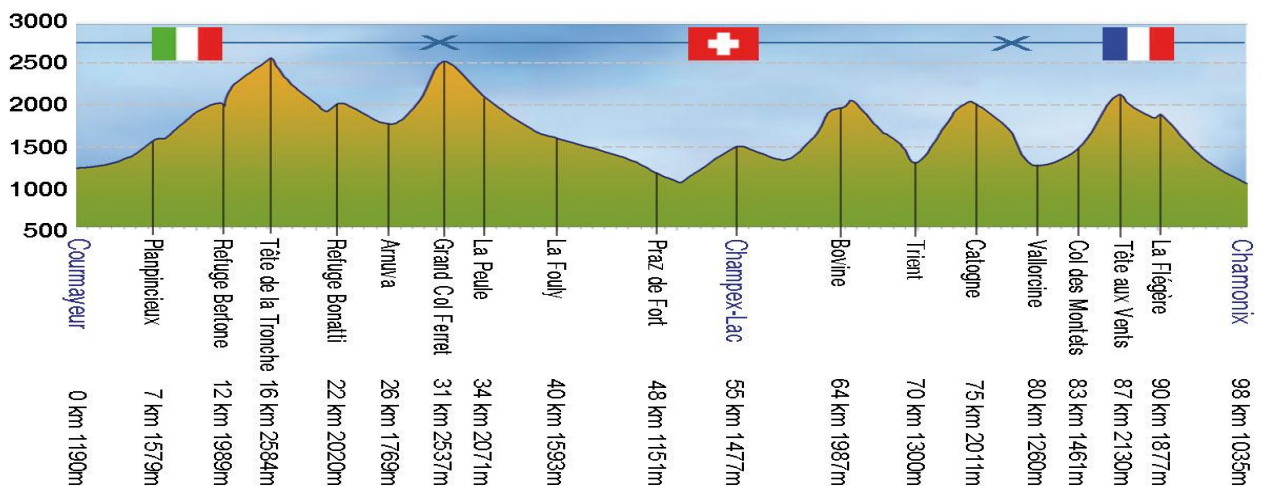 3000
2500
2000
1500
1000
500
Courmayeur 0 km 1190m
Planpincieux 7 km 1579m
Refuge Bertone 12 km 1989m
Tête de la Tronche 16 km 2584m
Refuge Bonatti 22 km 2020m
Arnuva 26 km 1769m
Grand Col Ferret 31 km 2537m
La Peule 34 km 2071m
La Fouly 40 km 1593m
Praz de Fort 48 km 1151m
Champex-Lac 55 km 1477m
Bovine 64 km 1987m
Trient 70 km 1300m
Catogne 75 km 2011m
Vallorcine 80 km 1260m
Col des Montets 83 km 1461m
Tête aux Vents 87 km 2130m
La Flégère 90 km 1877m
Chamonix 98 km 1035m